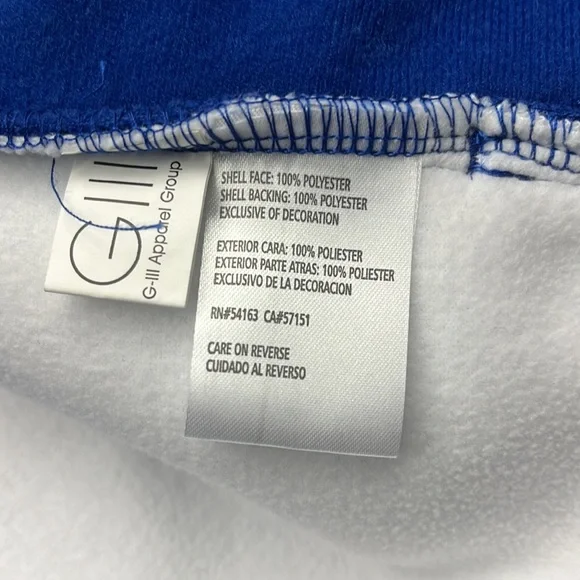 GIII
G-III Apparel Group
SHELL FACE: 100% POLYESTER
SHELL BACKING: 100% POLYESTER
EXCLUSIVE OF DECORATION
EXTERIOR CARA: 100% POLIESTER
EXTERIOR PARTE ATRAS: 100% POLIESTER
EXCLUSIVO DE LA DECORACION
RN#54163 CA#57151
CARE ON REVERSE
CUIDADO AL REVERSO